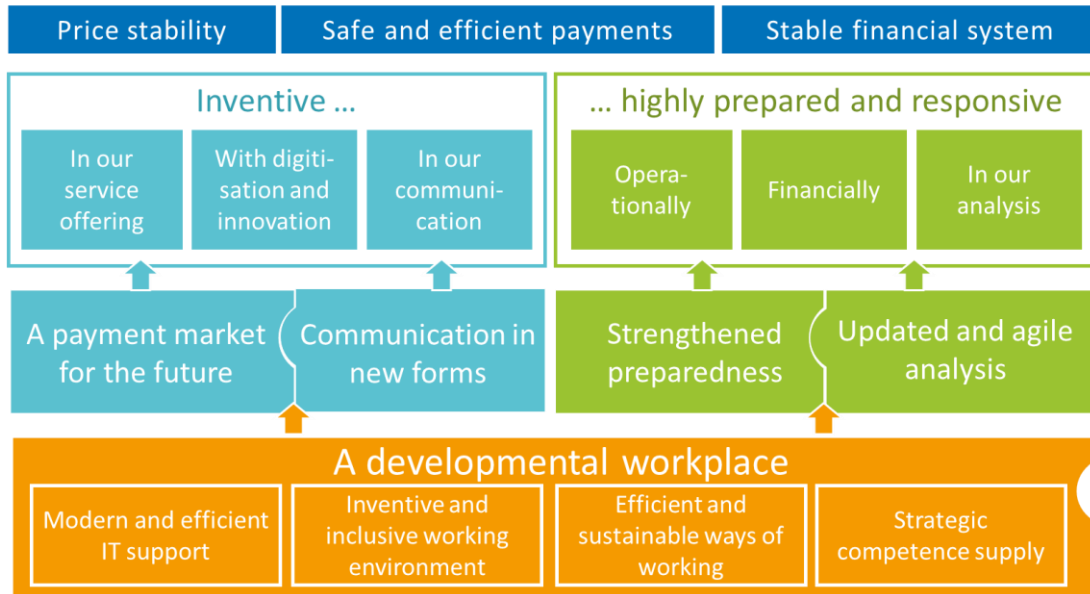 Price stability
Safe and efficient payments
Stable financial system
Inventive ...
In our
service
offering
With digiti-
sation and
innovation
In our
communi-
cation
... highly prepared and responsive
Opera-
tionally
Financially
In our
analysis
A payment market
for the future
Communication in
new forms
Strengthened
preparedness
Updated and agile
analysis
A developmental workplace
Modern and efficient
IT support
Inventive and
inclusive working
environment
Efficient and
sustainable ways of
working
Strategic
competence supply